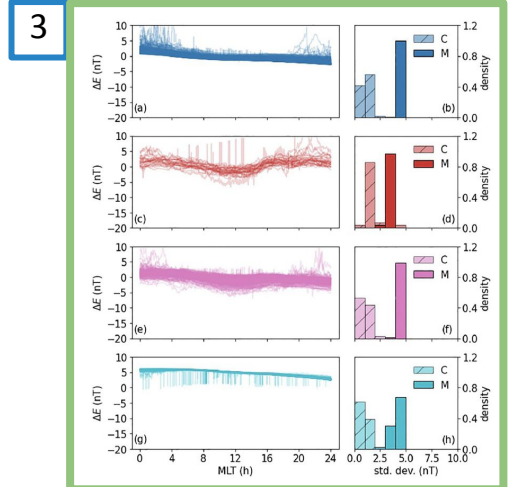 3
10
5
0
−5
−10
−15
−20
ΔE (nT)
(a)
C
M
1.2
0.8
0.4
0.0
density
(b)
10
5
0
−5
−10
−15
−20
ΔE (nT)
(c)
C
M
1.2
0.8
0.4
0.0
density
(d)
10
5
0
−5
−10
−15
−20
ΔE (nT)
(e)
C
M
1.2
0.8
0.4
0.0
density
(f)
10
5
0
−5
−10
−15
−20
ΔE (nT)
(g)
C
M
1.2
0.8
0.4
0.0
density
(h)
0 4 8 12 16 20 24
MLT (h)
0.0 2.5 5.0 7.5 10.0
std. dev. (nT)